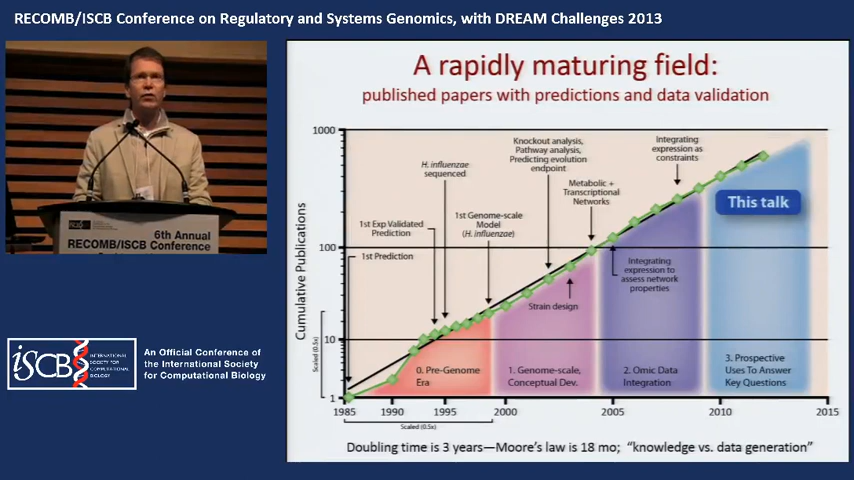 RECOMB/ISCB Conference on Regulatory and Systems Genomics, with DREAM Challenges 2013
6th Annual
RECOMB/ISCB Conference
iSCB
INTERNATIONAL
SOCIETY FOR
COMPUTATIONAL
BIOLOGY
An Official Conference of
the International Society
for Computational Biology
A rapidly maturing field:
published papers with predictions and data validation
Cumulative Publications
Scaled (0.5x)
1000
100
10
1
1st Prediction
1st Exp Validated
Prediction
H. influenzae
sequenced
1st Genome-scale
Model
(H. influenzae)
Knockout analysis,
Pathway analysis,
Predicting evolution
endpoint
Strain design
Metabolic +
Transcriptional
Networks
Integrating
expression to
assess network
properties
Integrating
expression as
constraints
This talk
0. Pre-Genome
Era
1. Genome-scale,
Conceptual Dev.
2. Omic Data
Integration
3. Prospective
Uses To Answer
Key Questions
1985 1990 1995 2000 2005 2010 2015
Scaled (0.5x)
Doubling time is 3 years—Moore's law is 18 mo; "knowledge vs. data generation"